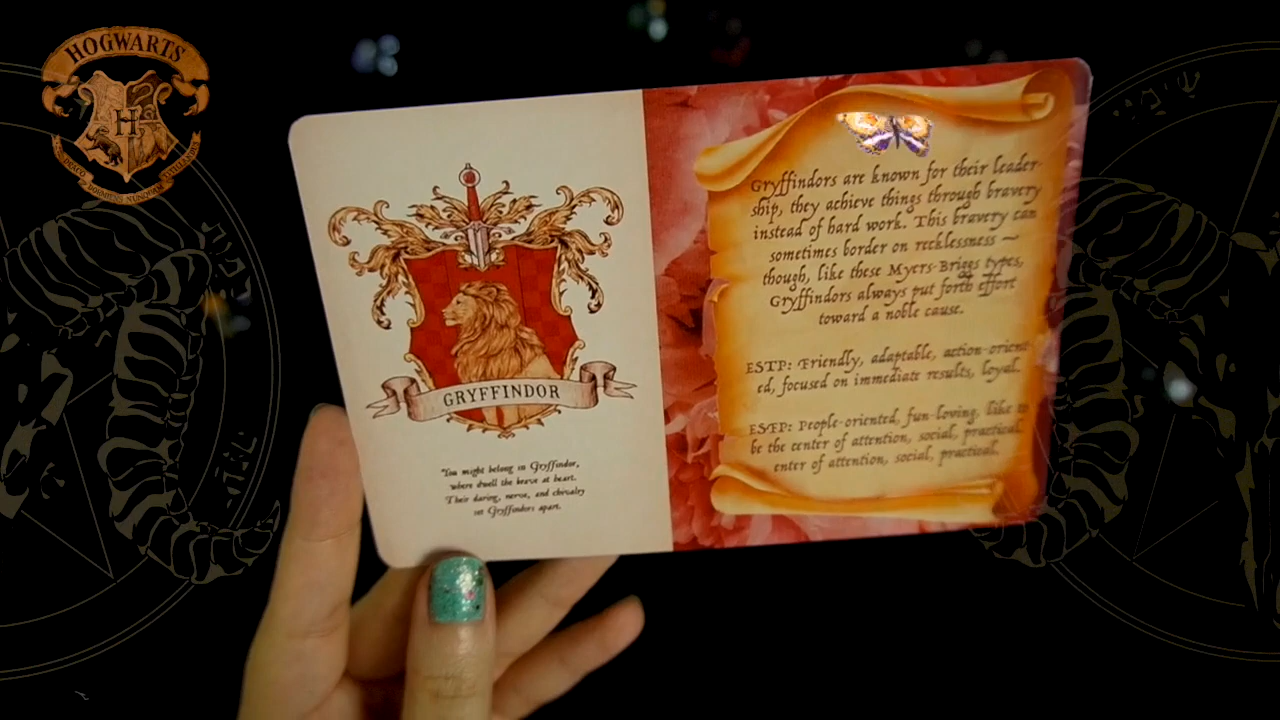 HOGWARTS
DRACO DORMIENS NUNQUAM TITILLANDUS
GRYFFINDOR
"You might belong in Gryffindor,
where dwell the brave at heart.
Their daring, nerve, and chivalry
set Gryffindors apart.
Gryffindors are known for their leader-
ship, they achieve things through bravery
instead of hard work. This bravery can
sometimes border on recklessness —
though, like these Myers-Briggs types,
Gryffindors always put forth effort
toward a noble cause.
ESTP: Friendly, adaptable, action-orient-
ed, focused on immediate results, loyal.
ESFP: People-oriented, fun-loving, like to
be the center of attention, social, practical.
enter of attention, social, practical.